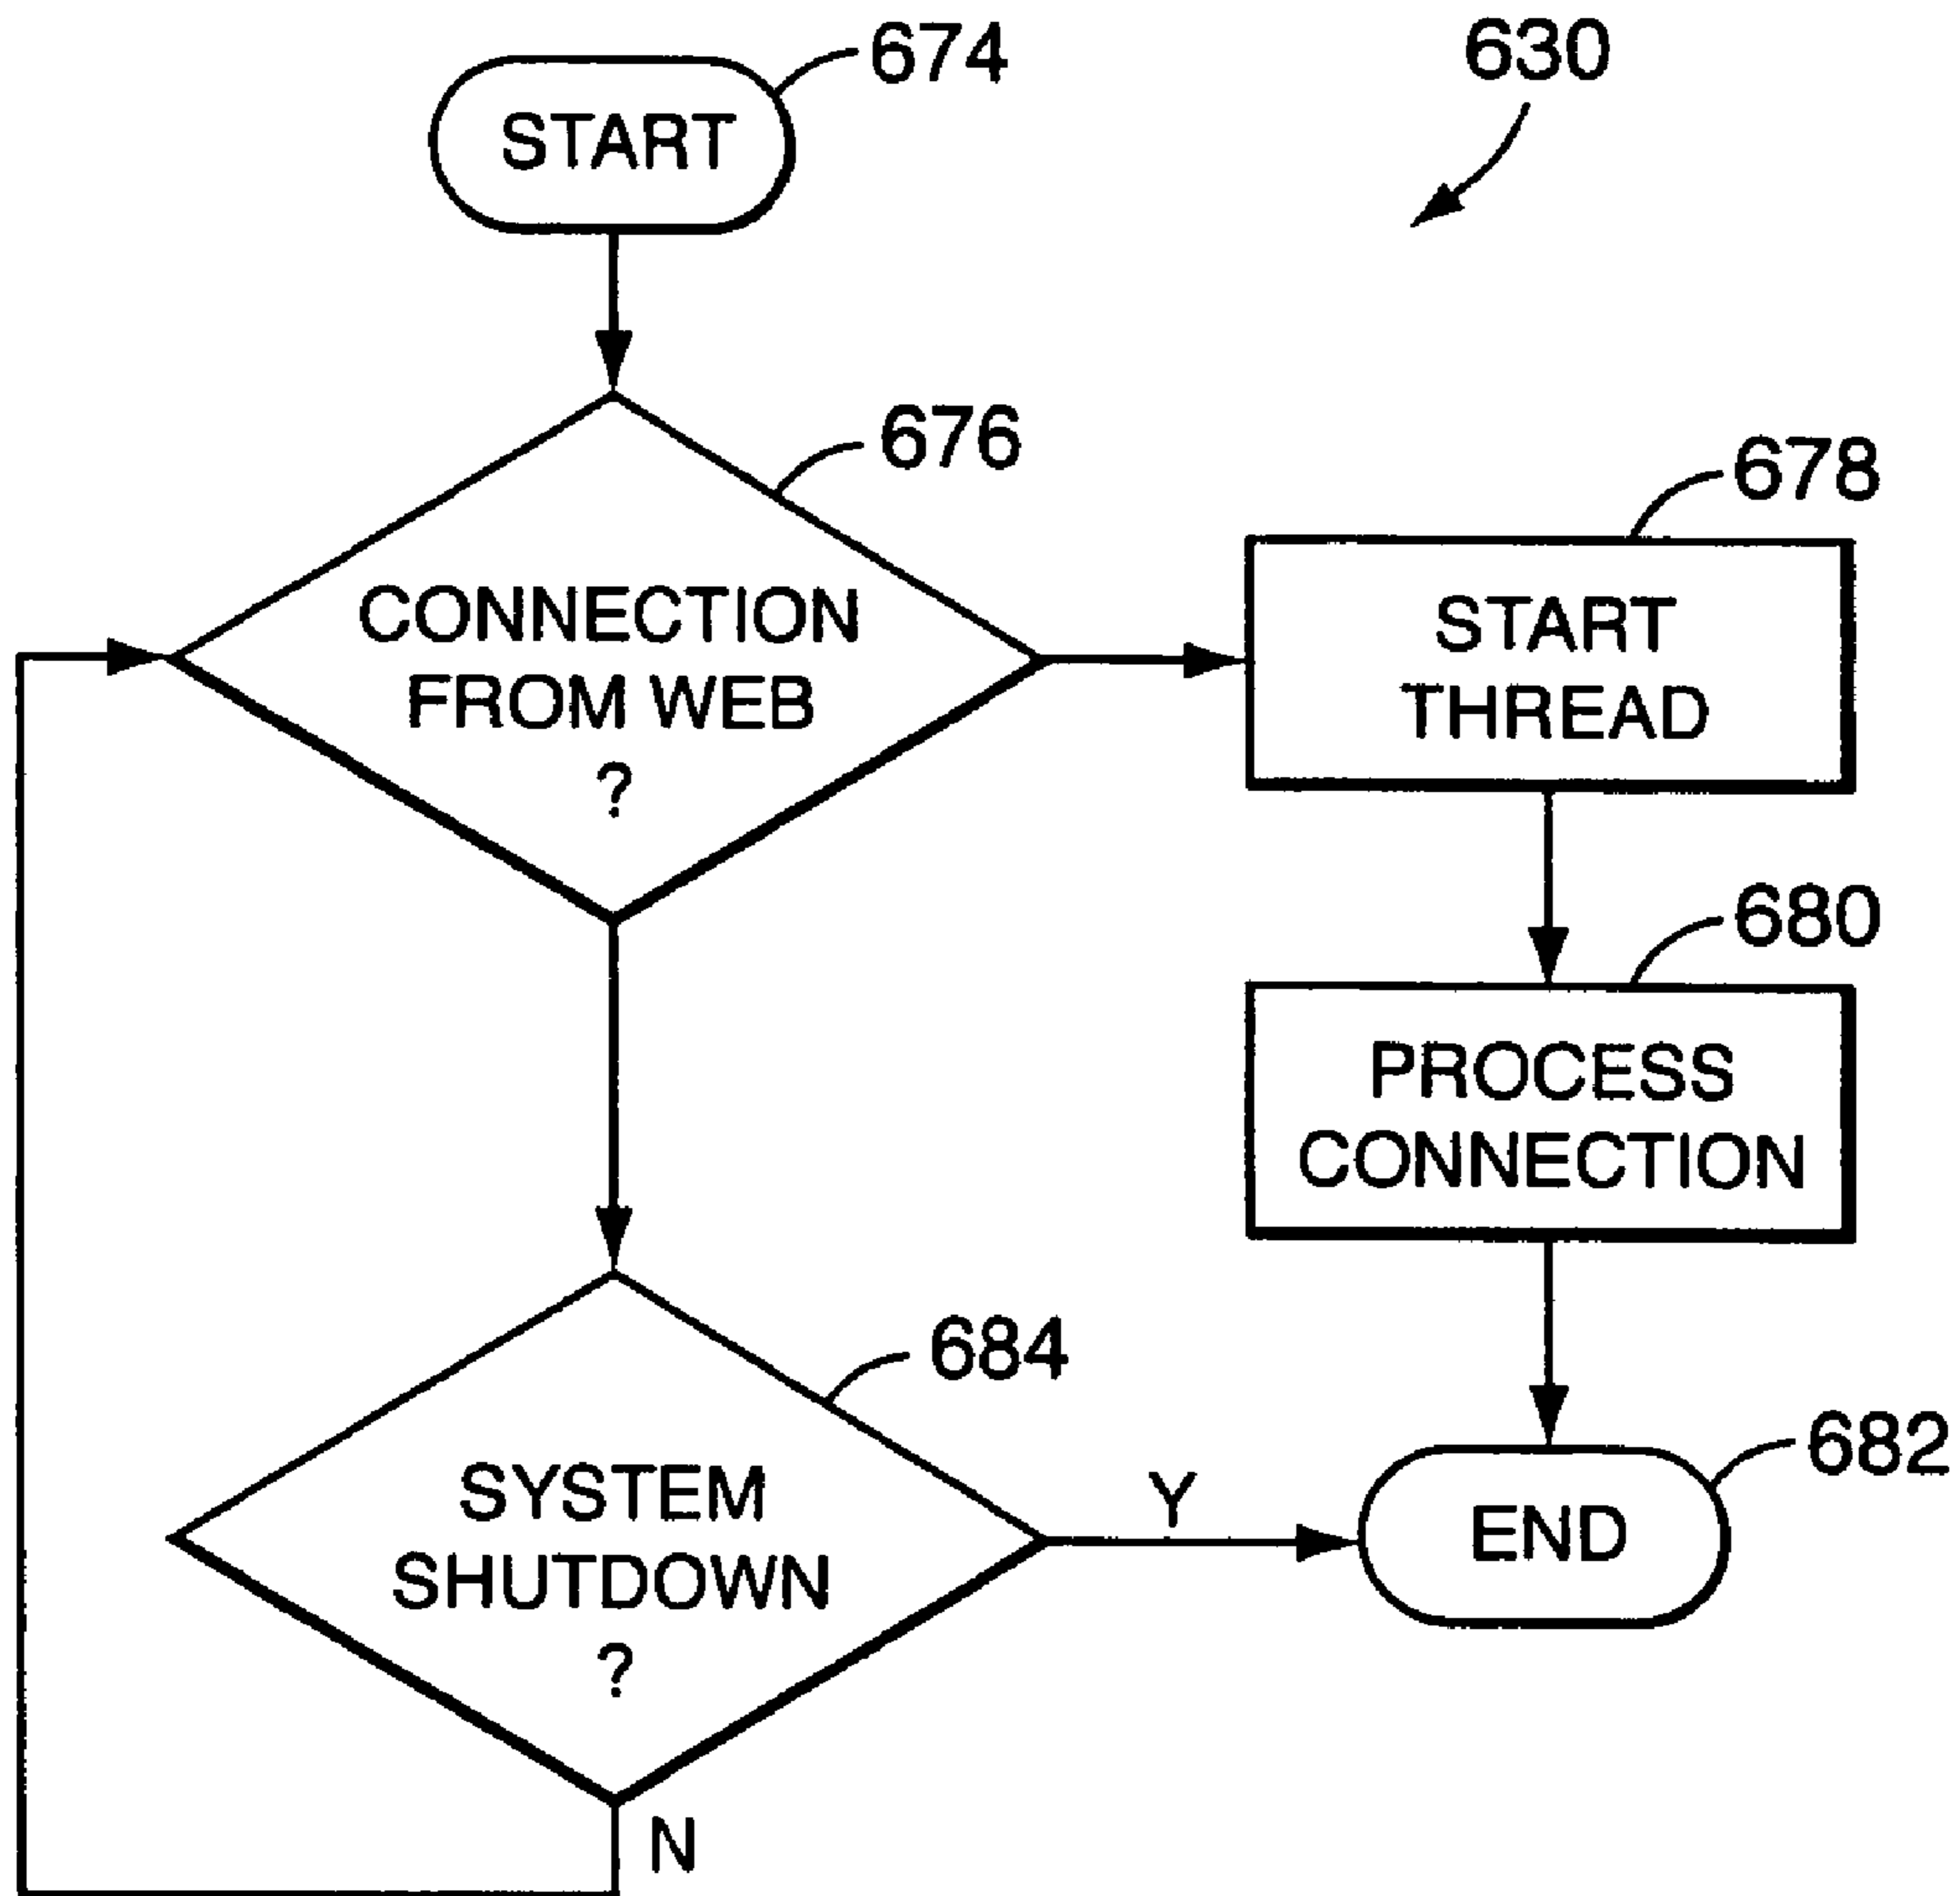 674
630
START
676
678
CONNECTION
FROM WEB
?
START
THREAD
680
PROCESS
CONNECTION
684
682
SYSTEM
SHUTDOWN
?
Y
END
N